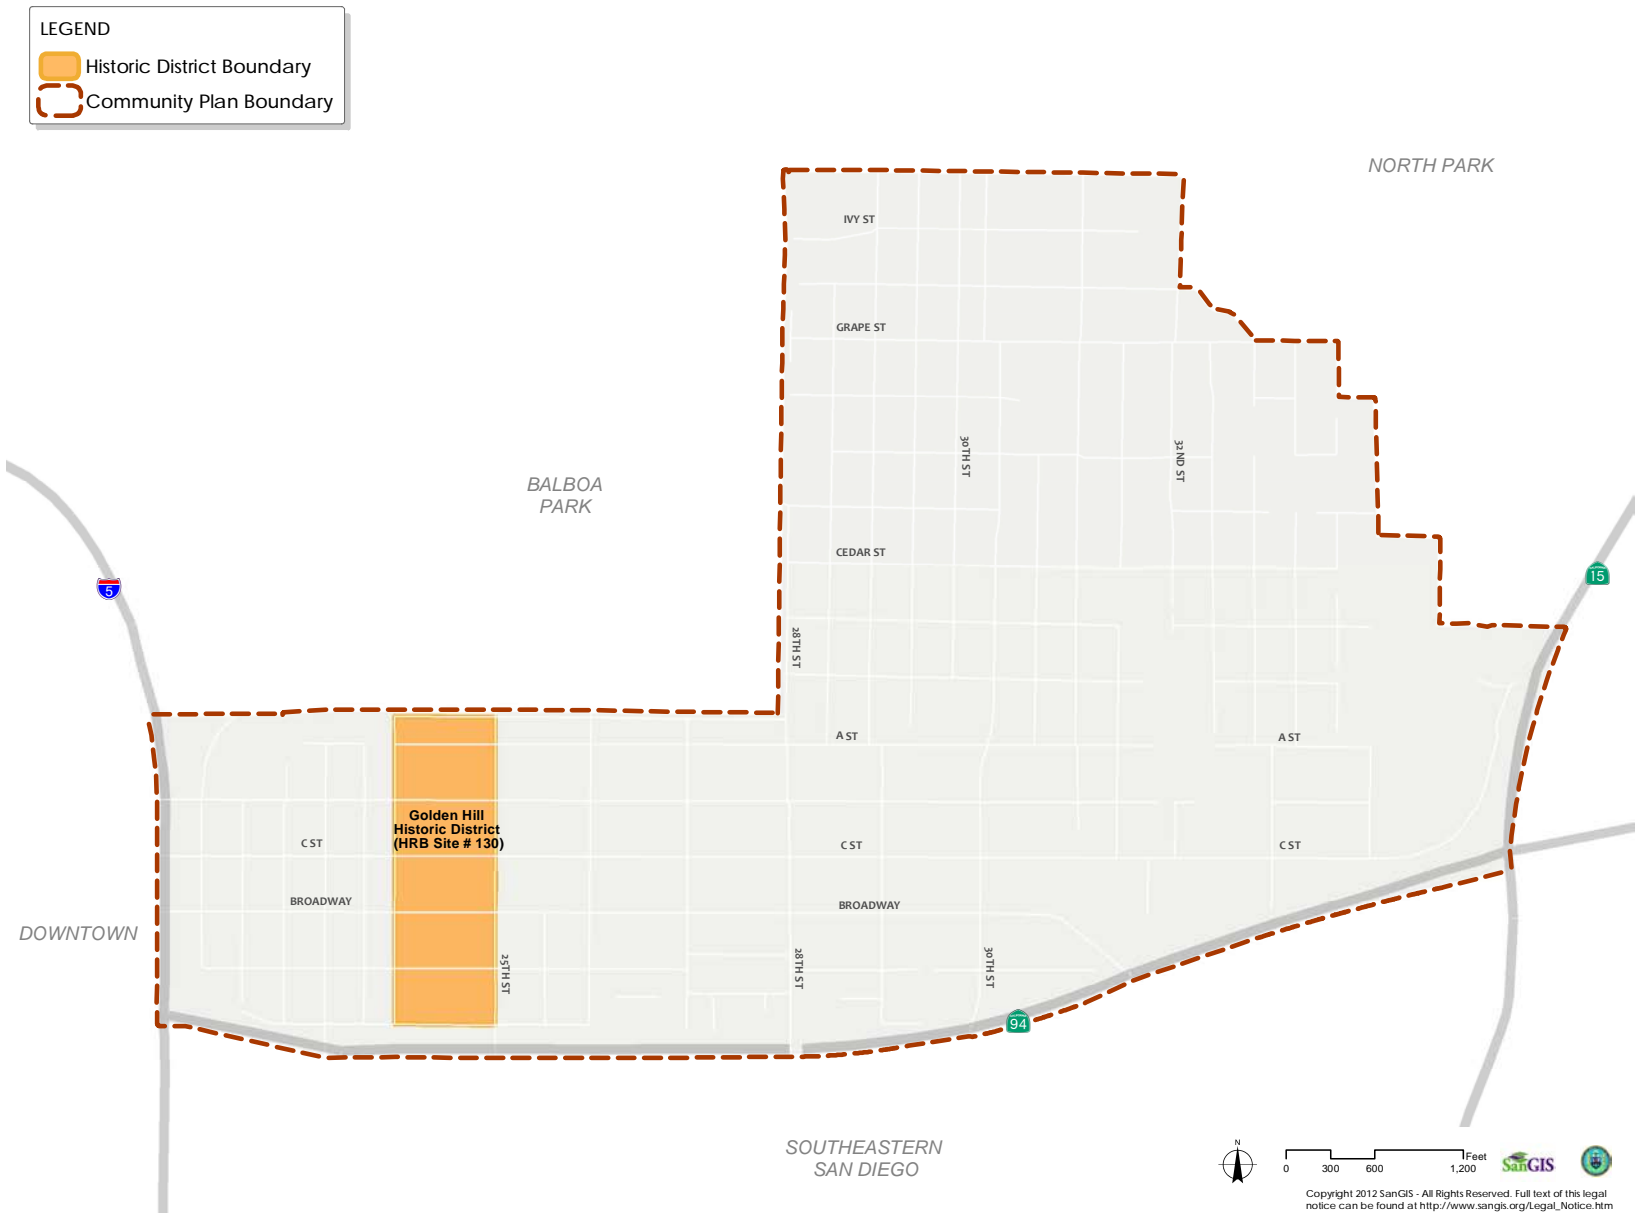 LEGEND
Historic District Boundary
Community Plan Boundary
NORTH PARK
IVY ST
GRAPE ST
30TH ST
32ND ST
BALBOA
PARK
CEDAR ST
5
15
28TH ST
A ST
A ST
Golden Hill
Historic District
(HRB Site # 130)
C ST
C ST
C ST
BROADWAY
BROADWAY
DOWNTOWN
25TH ST
28TH ST
30TH ST
94
SOUTHEASTERN
SAN DIEGO
N
0 300 600 1,200
Feet
SanGIS
Copyright 2012 SanGIS - All Rights Reserved. Full text of this legal
notice can be found at http://www.sangis.org/Legal_Notice.htm